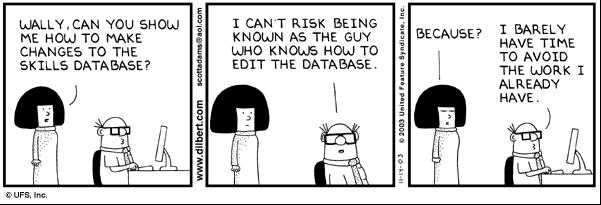 WALLY, CAN YOU SHOW
ME HOW TO MAKE
CHANGES TO THE
SKILLS DATABASE?
www.dilbert.com
scottadams@aol.com
I CAN'T RISK BEING
KNOWN AS THE GUY
WHO KNOWS HOW TO
EDIT THE DATABASE.
11-14-03
© 2003 United Feature Syndicate, Inc.
BECAUSE?
I BARELY
HAVE TIME
TO AVOID
THE WORK I
ALREADY
HAVE.
© UFS, Inc.